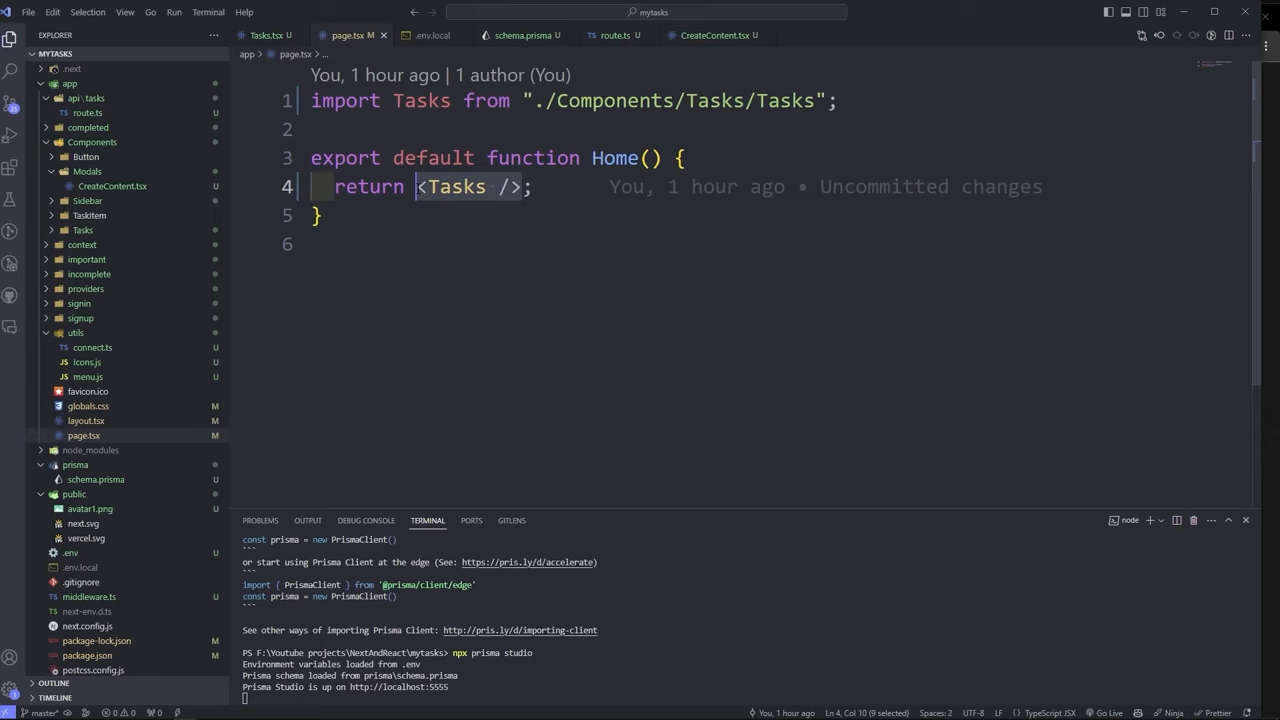 File Edit Selection View Go Run Terminal Help
mytasks
EXPLORER
MYTASKS
.next
app
api \ tasks
route.ts U
completed
Components
Button
Modals
CreateContent.tsx U
Sidebar
TaskItem
Tasks
context
important
incomplete
providers
signin
signup
utils
connect.ts U
Icons.js U
menu.js U
favicon.ico
globals.css M
layout.tsx M
page.tsx M
node_modules
prisma
schema.prisma U
public
avatar1.png U
next.svg
vercel.svg
.env U
.env.local
.gitignore M
middleware.ts U
next-env.d.ts
next.config.js M
package-lock.json M
package.json M
postcss.config.js
OUTLINE
TIMELINE
Tasks.tsx U
page.tsx M
.env.local
schema.prisma U
route.ts U
CreateContent.tsx U
app > page.tsx > ...
You, 1 hour ago | 1 author (You)
1 import Tasks from "./Components/Tasks/Tasks";
2
3 export default function Home() {
4 return <Tasks />; You, 1 hour ago • Uncommitted changes
5 }
6
PROBLEMS OUTPUT DEBUG CONSOLE TERMINAL PORTS GITLENS
node
const prisma = new PrismaClient()
```
or start using Prisma Client at the edge (See: https://pris.ly/d/accelerate)
```
import { PrismaClient } from '@prisma/client/edge'
const prisma = new PrismaClient()
```
See other ways of importing Prisma Client: http://pris.ly/d/importing-client
PS F:\Youtube projects\NextAndReact\mytasks> npx prisma studio
Environment variables loaded from .env
Prisma schema loaded from prisma\schema.prisma
Prisma Studio is up on http://localhost:5555
master* 0 0 0 You, 1 hour ago Ln 4, Col 10 (9 selected) Spaces: 2 UTF-8 LF TypeScript JSX Go Live Ninja Prettier